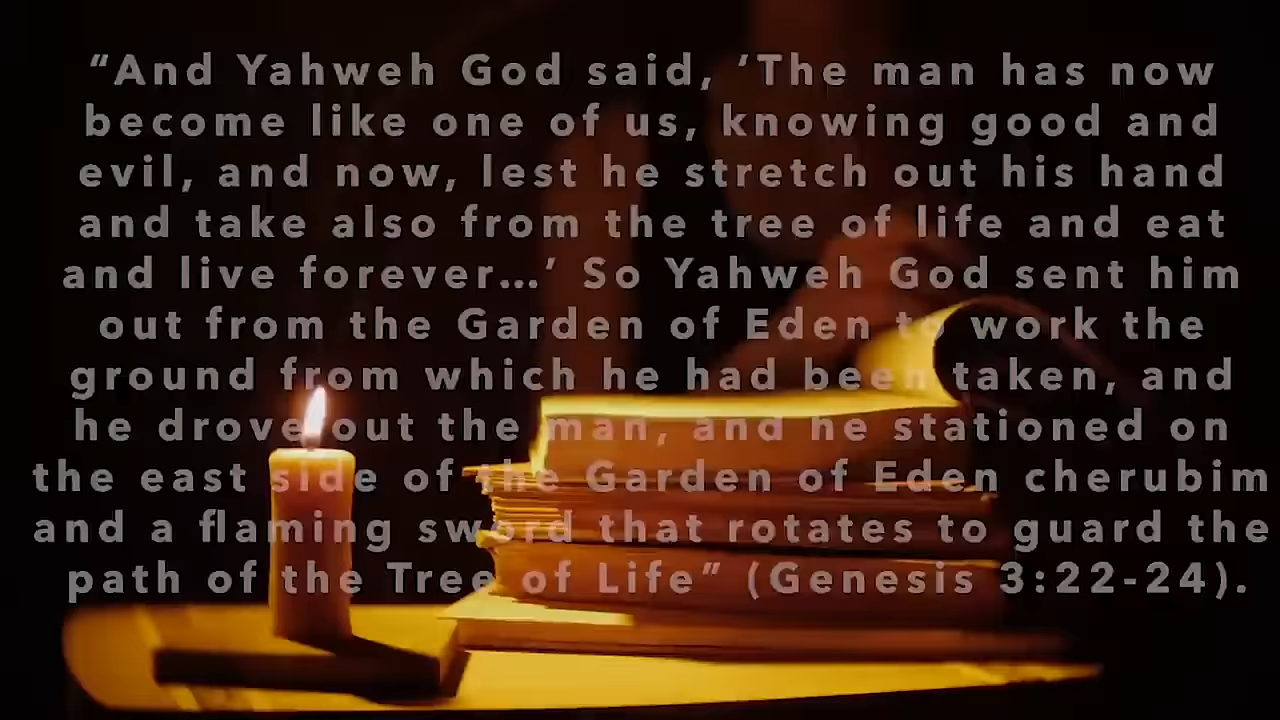 “And Yahweh God said, ‘The man has now
become like one of us, knowing good and
evil, and now, lest he stretch out his hand
and take also from the tree of life and eat
and live forever…’ So Yahweh God sent him
out from the Garden of Eden to work the
ground from which he had been taken, and
he drove out the man, and he stationed on
the east side of the Garden of Eden cherubim
and a flaming sword that rotates to guard the
path of the Tree of Life” (Genesis 3:22-24).